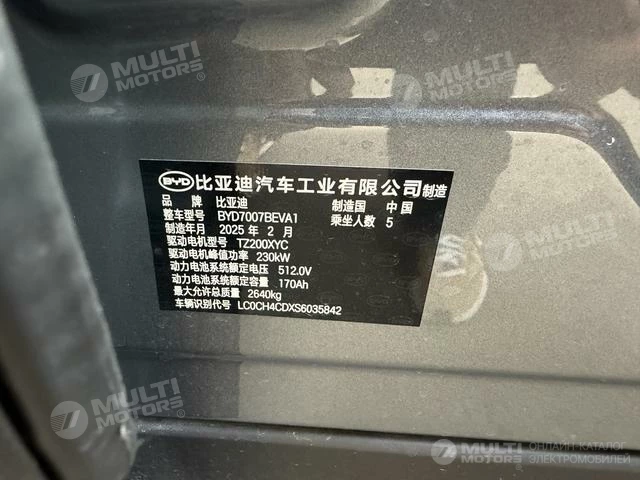 MULTI MOTORS®
MULTI MOTORS®
BYD 比亚迪汽车工业有限公司制造
品 牌 比亚迪 制造国 中 国
整车型号 BYD7007BEVA1 乘坐人数 5
制造年月 2025 年 2 月
驱动电机型号 TZ200XYC
驱动电机峰值功率 230kW
动力电池系统额定电压 512.0V
动力电池系统额定容量 170Ah
最大允许总质量 2640kg
车辆识别代号 LC0CH4CDXS6035842
MULTI MOTORS®
MULTI MOTORS
ОНЛАЙН КАТАЛОГ
ЭЛЕКТРОМОБИЛЕЙ